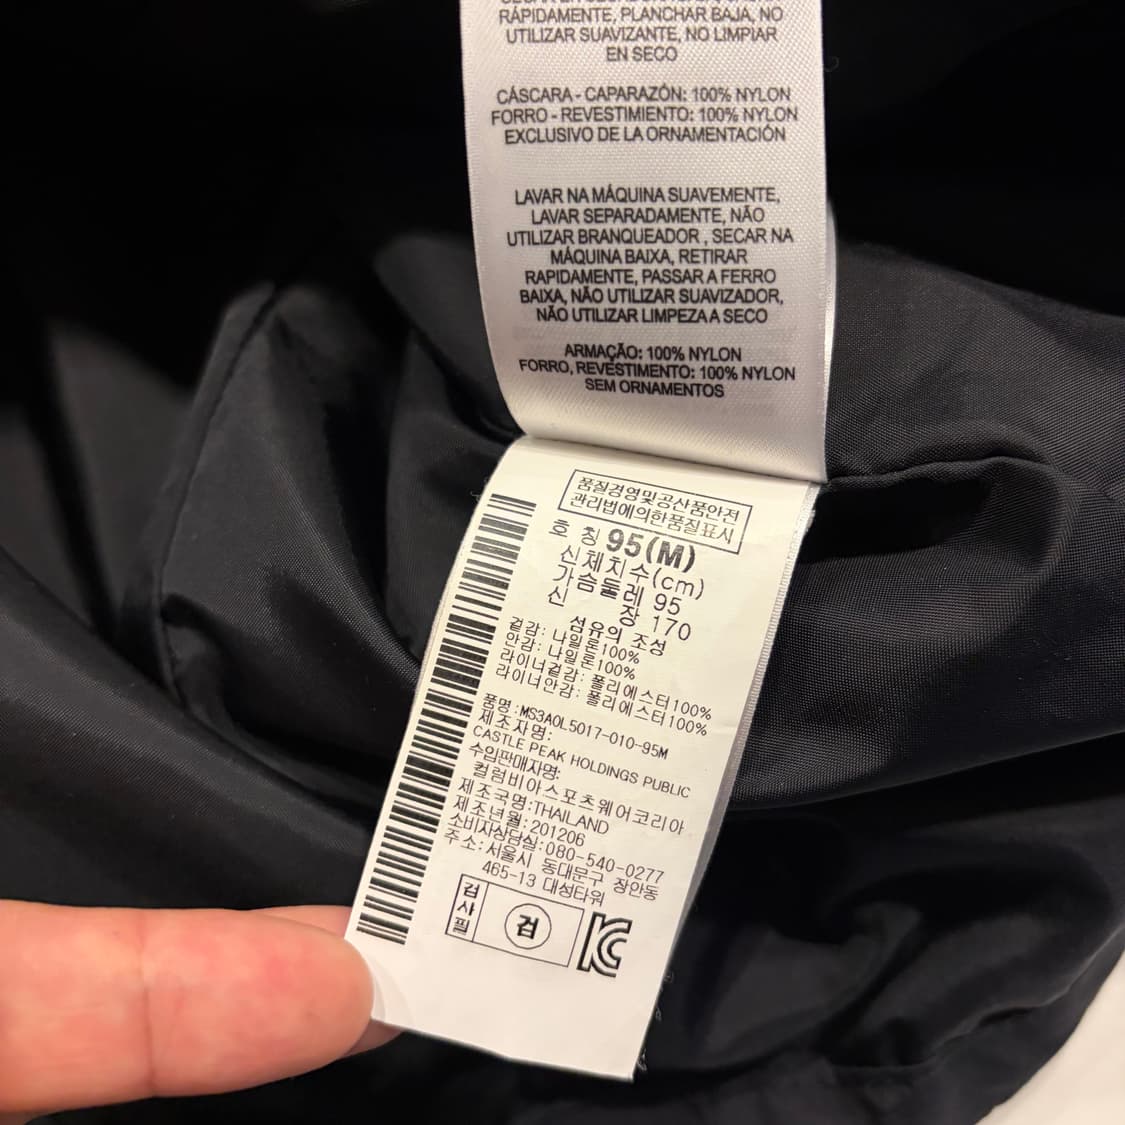 RÁPIDAMENTE, PLANCHAR BAJA, NO
UTILIZAR SUAVIZANTE, NO LIMPIAR
EN SECO
CÁSCARA - CAPARAZÓN: 100% NYLON
FORRO - REVESTIMIENTO: 100% NYLON
EXCLUSIVO DE LA ORNAMENTACIÓN
LAVAR NA MÁQUINA SUAVEMENTE,
LAVAR SEPARADAMENTE, NÃO
UTILIZAR BRANQUEADOR , SECAR NA
MÁQUINA BAIXA, RETIRAR
RAPIDAMENTE, PASSAR A FERRO
BAIXA, NÃO UTILIZAR SUAVIZADOR,
NÃO UTILIZAR LIMPEZA A SECO
ARMAÇÃO: 100% NYLON
FORRO, REVESTIMENTO: 100% NYLON
SEM ORNAMENTOS
품질경영및공산품안전
관리법에의한품질표시
호 칭 95(M)
신체치수(cm)
가슴둘레 95
신 장 170
섬유의 조성
겉감: 나일론100%
안감: 나일론100%
라이너겉감: 폴리에스터100%
라이너안감: 폴리에스터100%
품명: MS3AOL5017-010-95M
제조자명:
CASTLE PEAK HOLDINGS PUBLIC
수입판매자명:
컬럼비아스포츠웨어코리아
제조국명:THAILAND
제조년월:201206
소비자상담실:080-540-0277
주소:서울시 동대문구 장안동
465-13 대성타워
검사필 검 KC